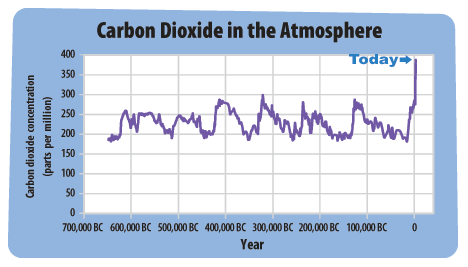 Carbon Dioxide in the Atmosphere
Today
Carbon dioxide concentration
(parts per million)
400
350
300
250
200
150
100
50
0
700,000 BC 600,000 BC 500,000 BC 400,000 BC 300,000 BC 200,000 BC 100,000 BC 0
Year